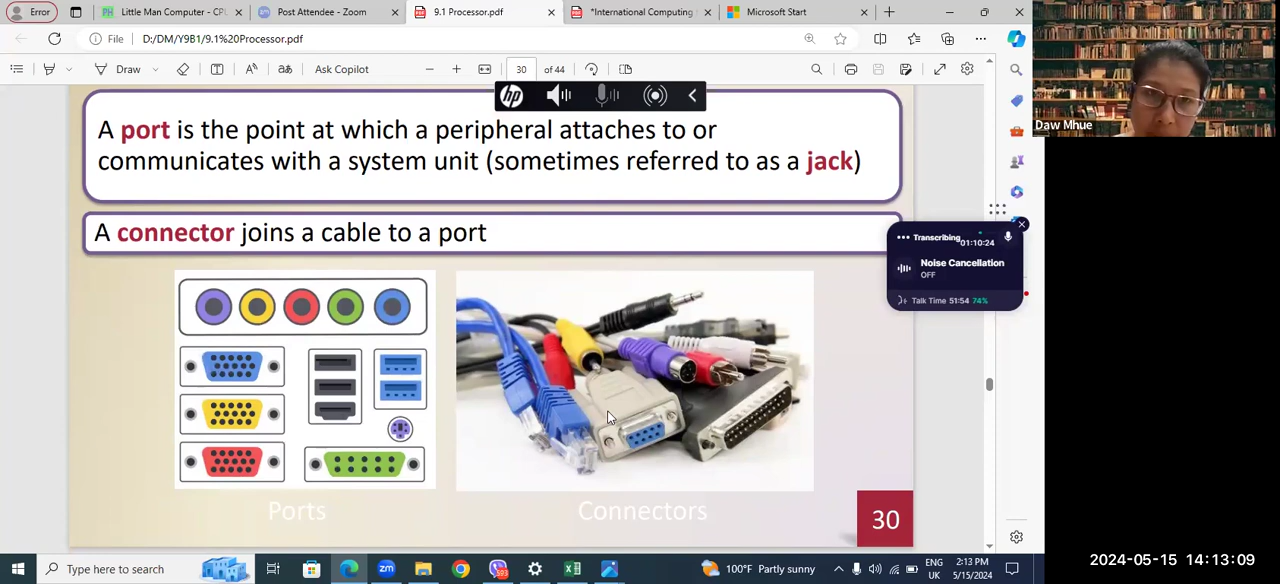 Error
Little Man Computer - CPU
Post Attendee - Zoom
9.1 Processor.pdf
*International Computing
Microsoft Start
File
D:/DM/Y9B1/9.1%20Processor.pdf
Draw
Ask Copilot
30
of 44
hp
A port is the point at which a peripheral attaches to or
communicates with a system unit (sometimes referred to as a jack)
A connector joins a cable to a port
Ports
Connectors
30
Daw Mhue
Transcribing
01:10:24
Noise Cancellation
OFF
Talk Time 51:54 74%
Type here to search
100°F Partly sunny
ENG
UK
2:13 PM
5/15/2024
2024-05-15 14:13:09